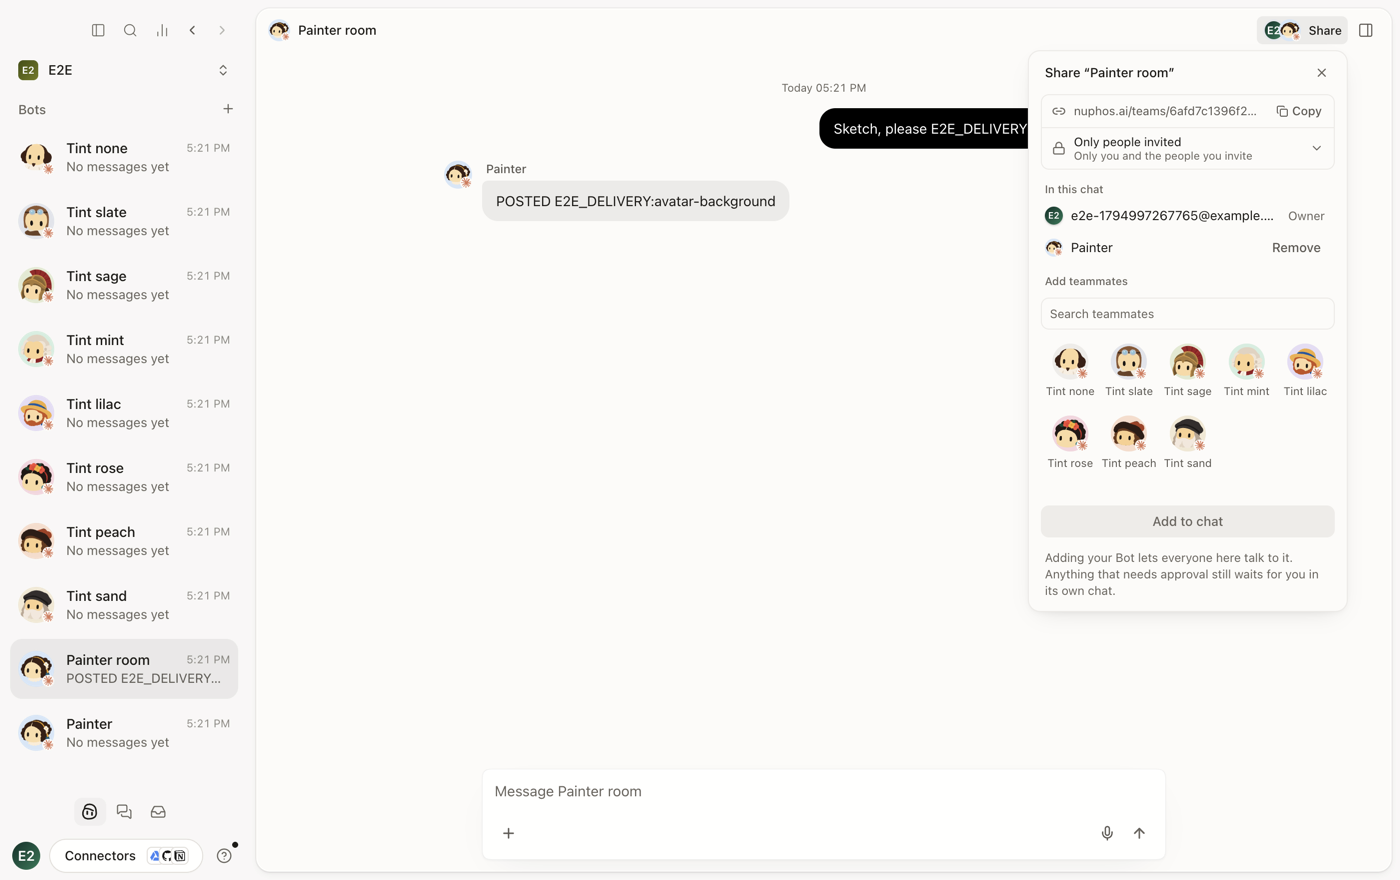 E2 E2E
Bots
Tint none 5:21 PM
No messages yet
Tint slate 5:21 PM
No messages yet
Tint sage 5:21 PM
No messages yet
Tint mint 5:21 PM
No messages yet
Tint lilac 5:21 PM
No messages yet
Tint rose 5:21 PM
No messages yet
Tint peach 5:21 PM
No messages yet
Tint sand 5:21 PM
No messages yet
Painter room 5:21 PM
POSTED E2E_DELIVERY...
Painter 5:21 PM
No messages yet
E2 Connectors
Painter room
E2 Share
Today 05:21 PM
Sketch, please E2E_DELIVERY
Painter
POSTED E2E_DELIVERY:avatar-background
Message Painter room
Share “Painter room”
nuphos.ai/teams/6afd7c1396f2... Copy
Only people invited
Only you and the people you invite
In this chat
E2 e2e-1794997267765@example.... Owner
Painter Remove
Add teammates
Search teammates
Tint none Tint slate Tint sage Tint mint Tint lilac
Tint rose Tint peach Tint sand
Add to chat
Adding your Bot lets everyone here talk to it.
Anything that needs approval still waits for you in
its own chat.